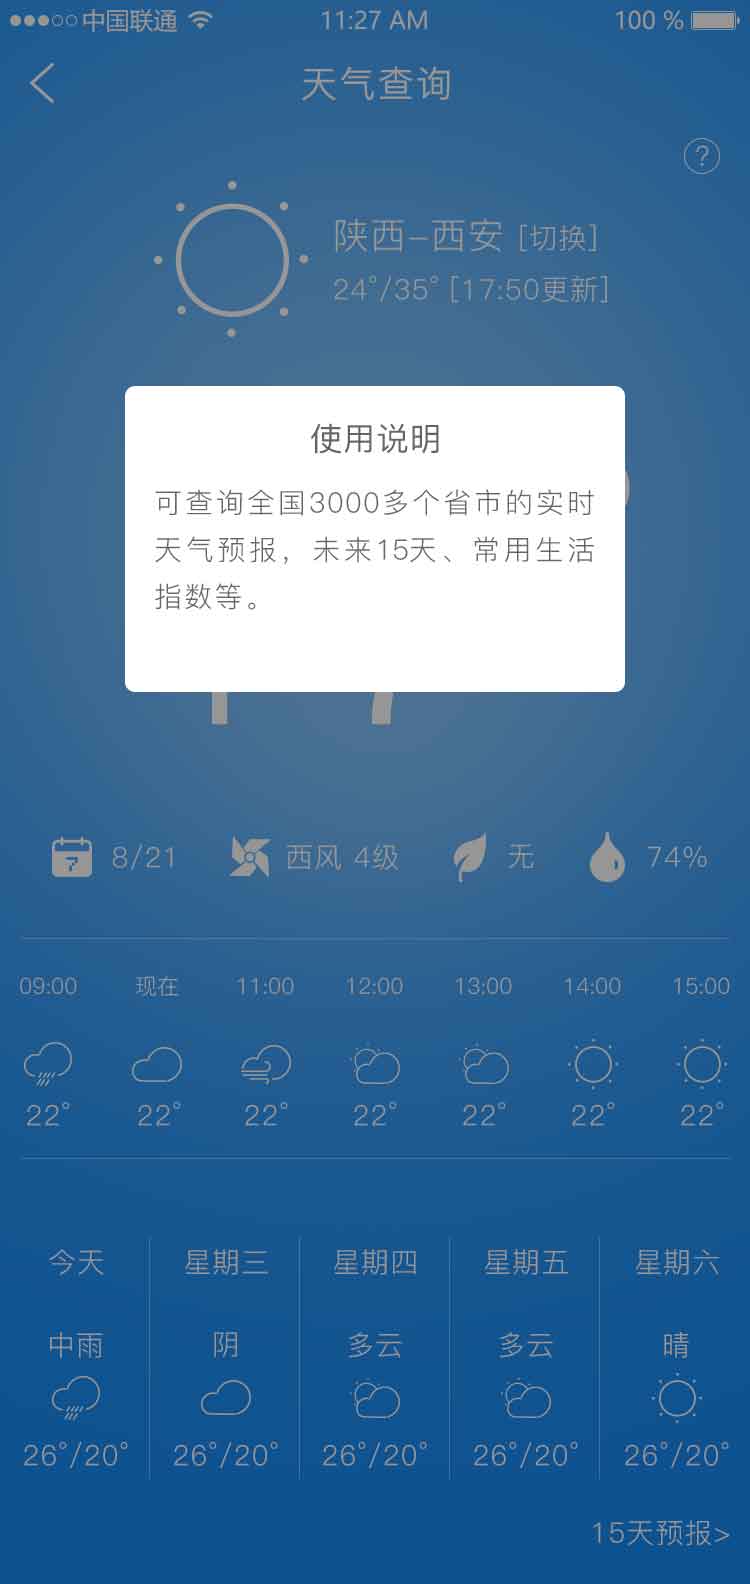 中国联通 11:27 AM 100 %
天气查询
?
陕西-西安 [切换]
24°/35° [17:50更新]
使用说明
可查询全国3000多个省市的实时
天气预报，未来15天、常用生活
指数等。
7 8/21 西风 4级 无 74%
09:00 现在 11:00 12:00 13:00 14:00 15:00
22° 22° 22° 22° 22° 22° 22°
今天 星期三 星期四 星期五 星期六
中雨 阴 多云 多云 晴
26°/20° 26°/20° 26°/20° 26°/20° 26°/20°
15天预报>